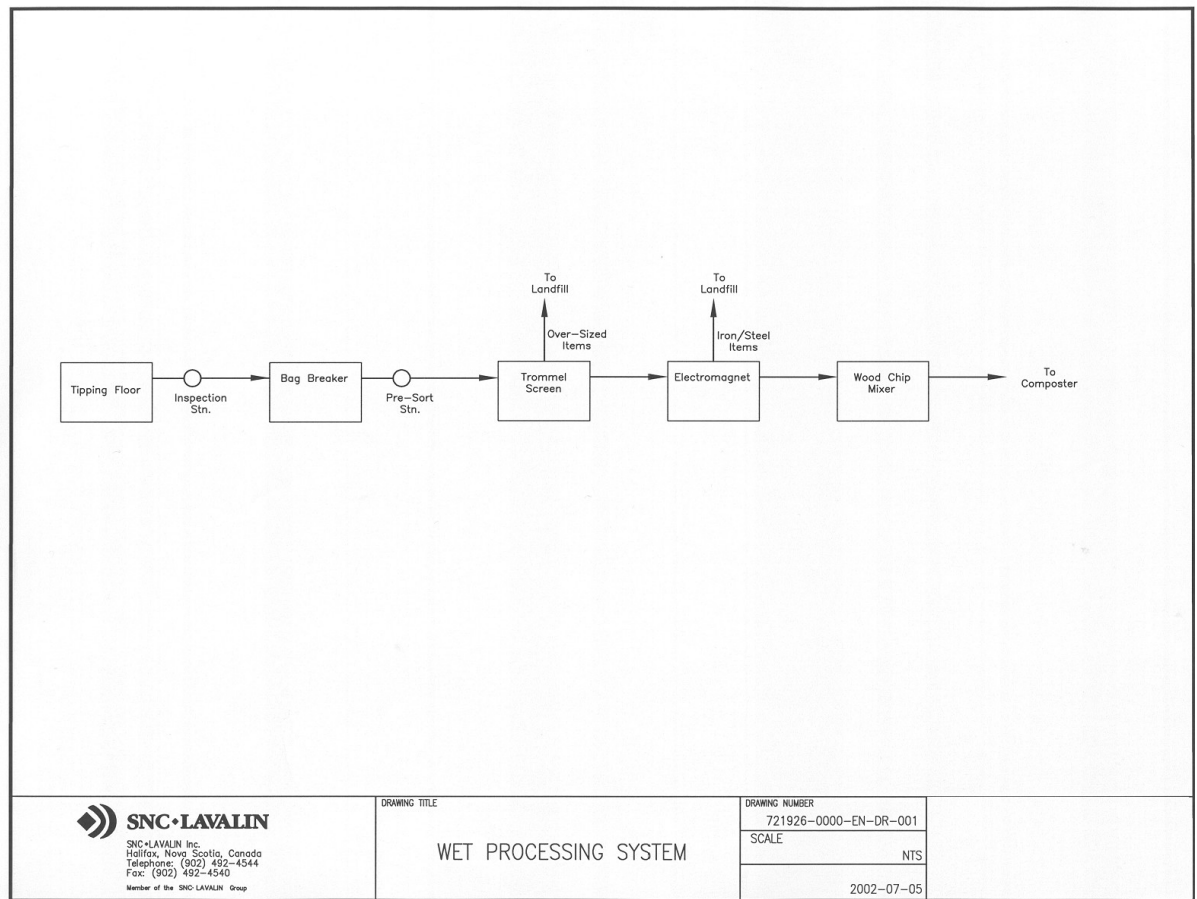 To
Landfill
To
Landfill
Over-Sized
Items
Iron/Steel
Items
Tipping Floor
Inspection
Stn.
Bag Breaker
Pre-Sort
Stn.
Trommel
Screen
Electromagnet
Wood Chip
Mixer
To
Composter
SNC•LAVALIN
SNC•LAVALIN Inc.
Halifax, Nova Scotia, Canada
Telephone: (902) 492-4544
Fax: (902) 492-4540
Member of the SNC•LAVALIN Group
DRAWING TITLE
WET PROCESSING SYSTEM
DRAWING NUMBER
721926-0000-EN-DR-001
SCALE
NTS
2002-07-05